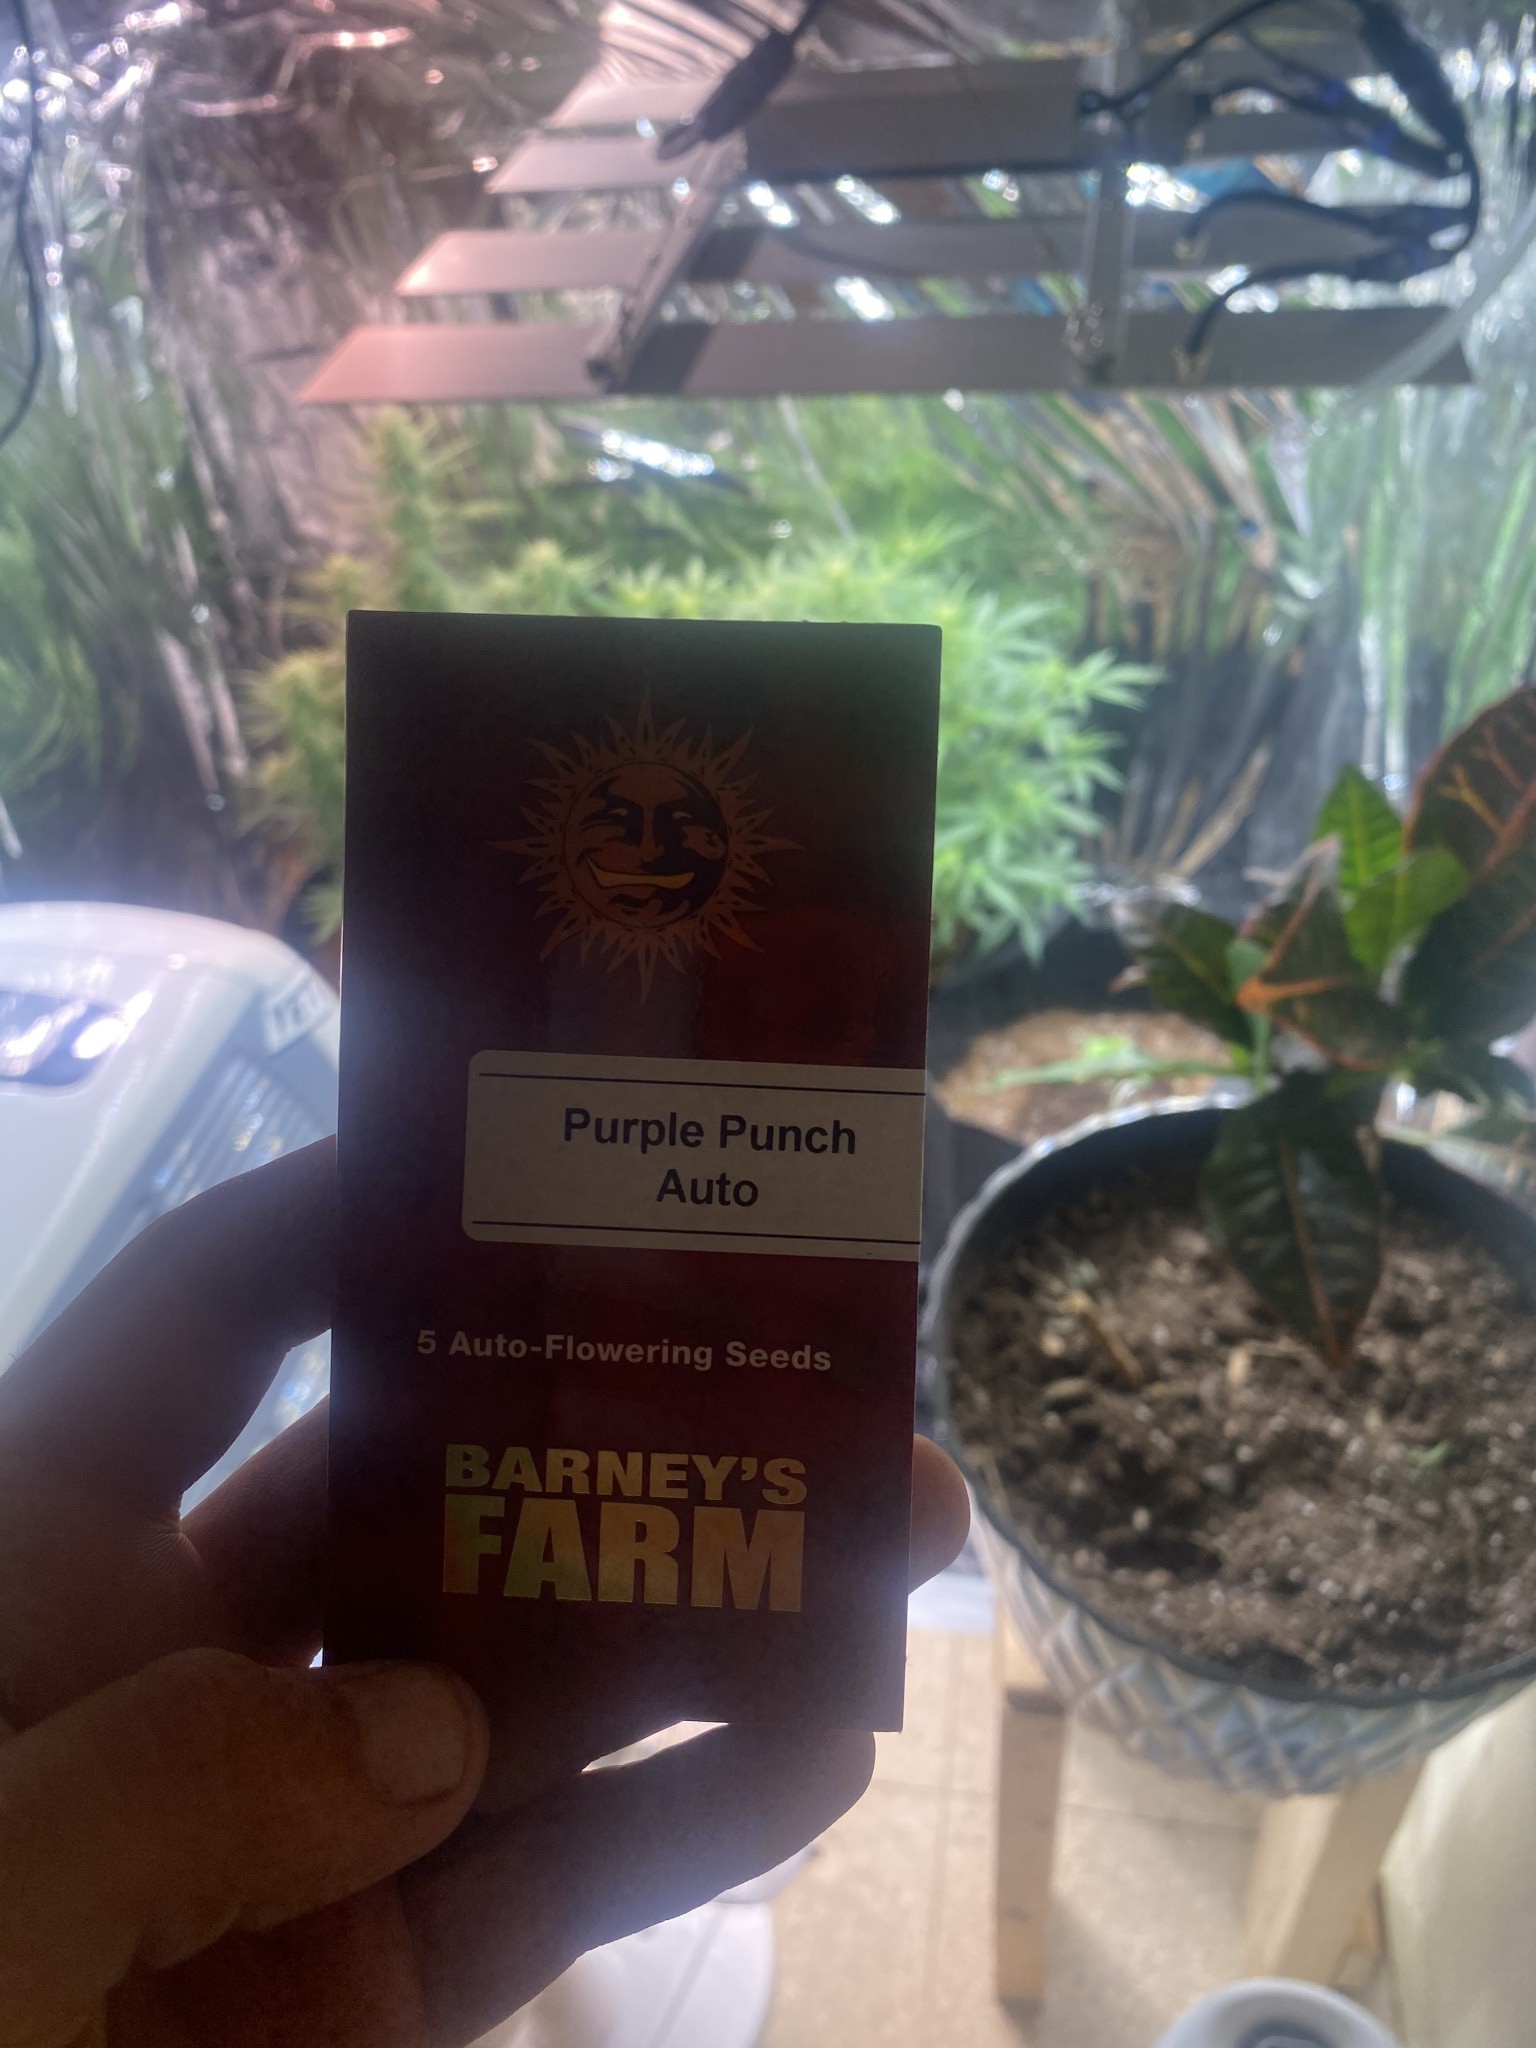 Purple Punch
Auto
5 Auto-Flowering Seeds
BARNEY'S
FARM